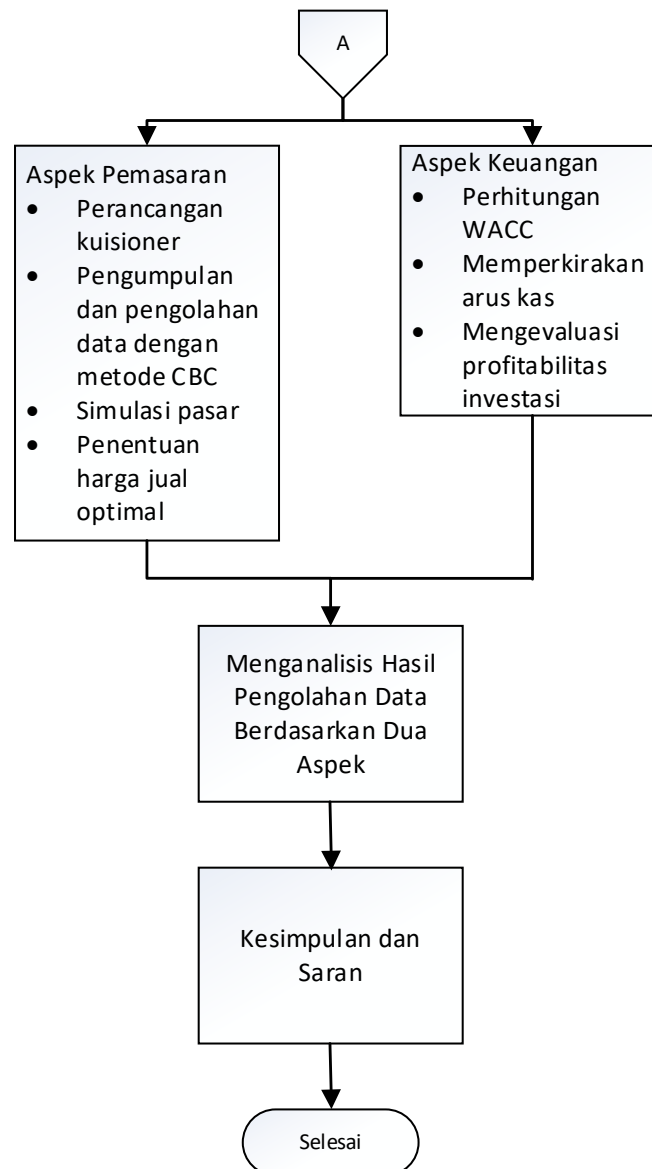 A
Aspek Pemasaran
• Perancangan
kuisioner
• Pengumpulan
dan pengolahan
data dengan
metode CBC
• Simulasi pasar
• Penentuan
harga jual
optimal
Aspek Keuangan
• Perhitungan
WACC
• Memperkirakan
arus kas
• Mengevaluasi
profitabilitas
investasi
Menganalisis Hasil
Pengolahan Data
Berdasarkan Dua
Aspek
Kesimpulan dan
Saran
Selesai